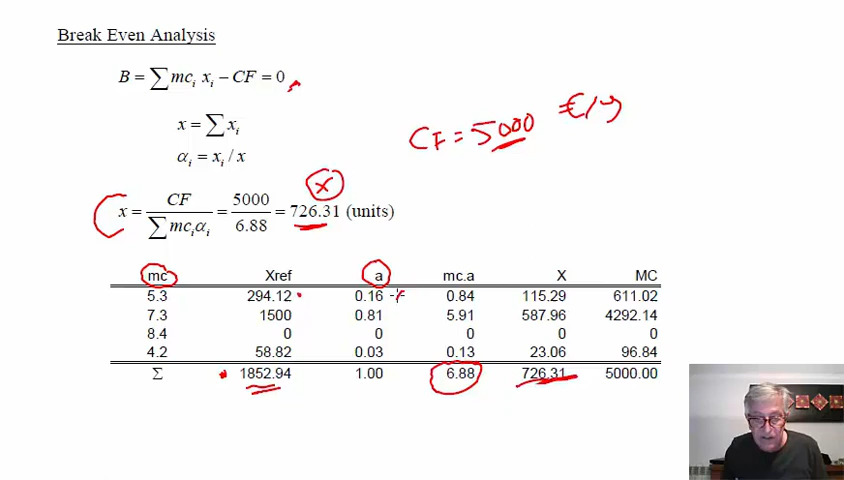 Break Even Analysis
B = ∑ mcᵢ xᵢ − CF = 0
x = ∑ xᵢ
αᵢ = xᵢ / x
CF = 5000 €/y
x
x = CF / ∑ mcᵢαᵢ = 5000 / 6.88 = 726.31 (units)
mc Xref a mc.a X MC
5.3 294.12 0.16 0.84 115.29 611.02
7.3 1500 0.81 5.91 587.96 4292.14
8.4 0 0 0 0 0
4.2 58.82 0.03 0.13 23.06 96.84
Σ 1852.94 1.00 6.88 726.31 5000.00